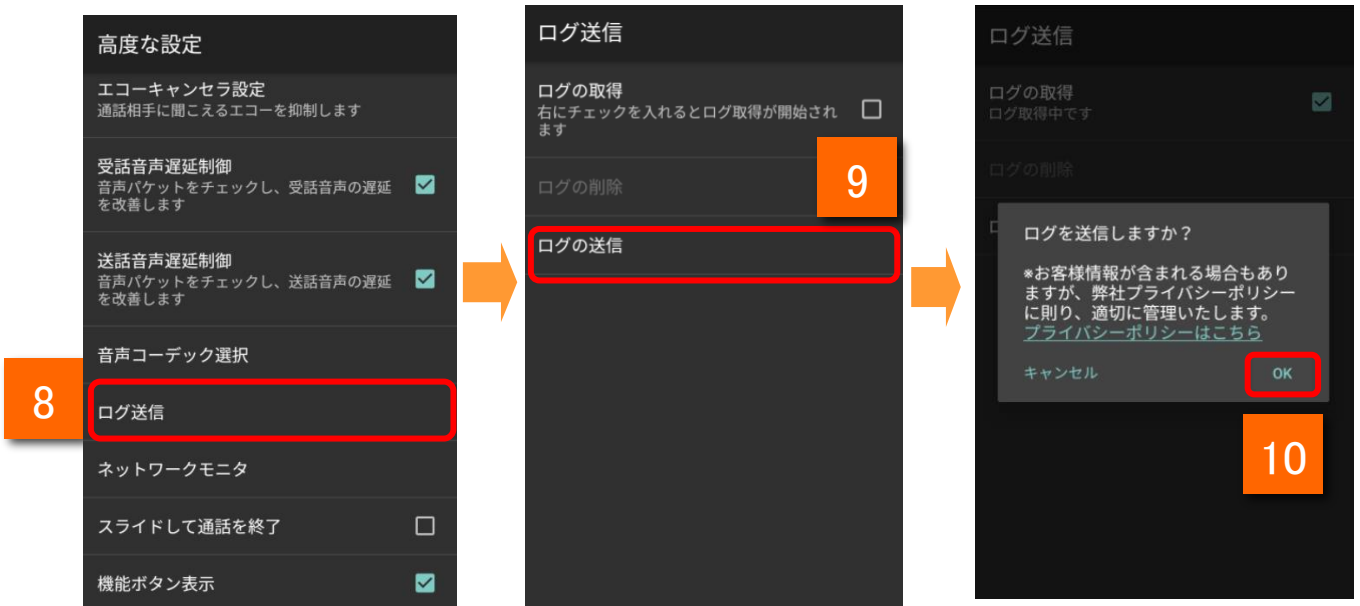 高度な設定
エコーキャンセラ設定
通話相手に聞こえるエコーを抑制します
受話音声遅延制御
音声パケットをチェックし、受話音声の遅延
を改善します
送話音声遅延制御
音声パケットをチェックし、送話音声の遅延
を改善します
音声コーデック選択
8
ログ送信
ネットワークモニタ
スライドして通話を終了
機能ボタン表示
ログ送信
ログの取得
右にチェックを入れるとログ取得が開始され
ます
ログの削除
9
ログの送信
ログ送信
ログの取得
ログ取得中です
ログの削除
ロ
ログを送信しますか？
*お客様情報が含まれる場合もあり
ますが、弊社プライバシーポリシー
に則り、適切に管理いたします。
プライバシーポリシーはこちら
キャンセル
OK
10